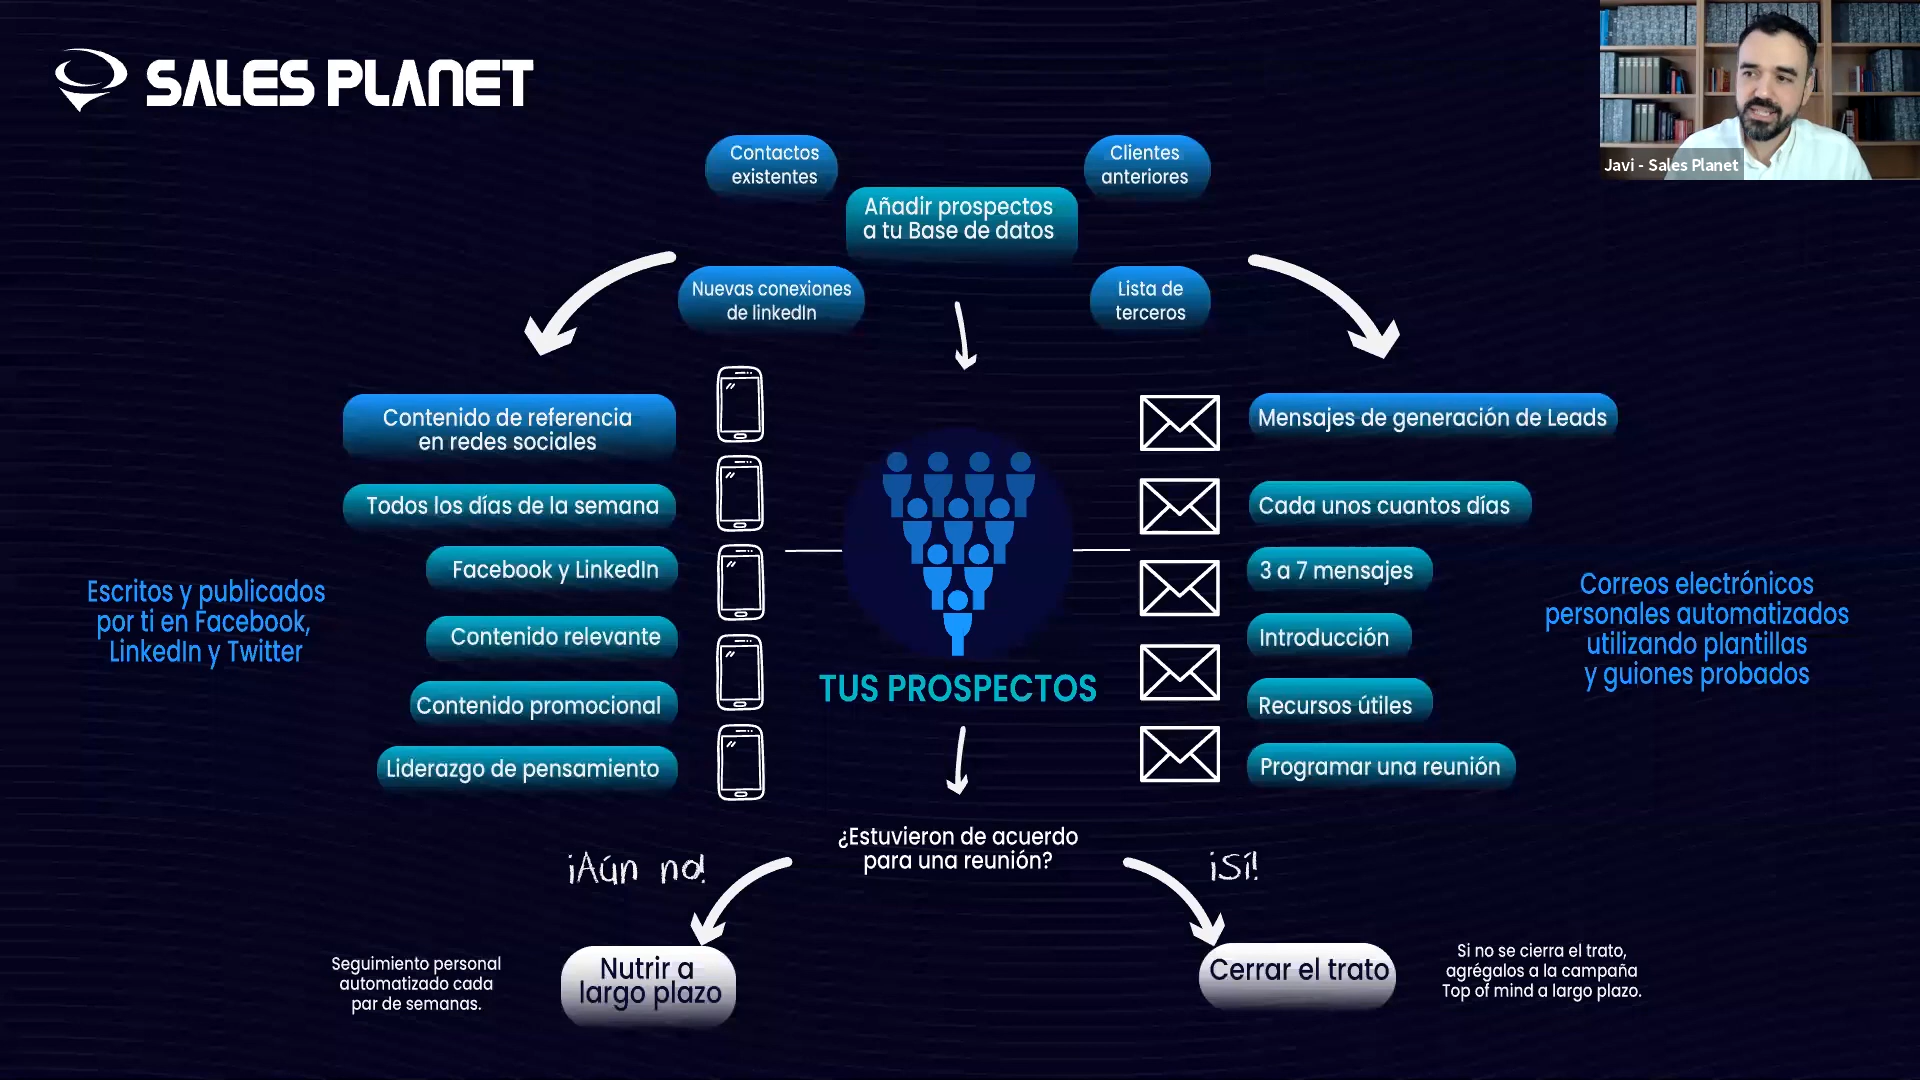 SALES PLANET
Javi - Sales Planet
Contactos
existentes
Clientes
anteriores
Añadir prospectos
a tu Base de datos
Nuevas conexiones
de linkedIn
Lista de
terceros
Contenido de referencia
en redes sociales
Todos los días de la semana
Facebook y LinkedIn
Contenido relevante
Contenido promocional
Liderazgo de pensamiento
Escritos y publicados
por ti en Facebook,
LinkedIn y Twitter
TUS PROSPECTOS
Mensajes de generación de Leads
Cada unos cuantos días
3 a 7 mensajes
Introducción
Recursos útiles
Programar una reunión
Correos electrónicos
personales automatizados
utilizando plantillas
y guiones probados
¿Estuvieron de acuerdo
para una reunión?
¡Aún no!
¡Sí!
Seguimiento personal
automatizado cada
par de semanas.
Nutrir a
largo plazo
Cerrar el trato
Si no se cierra el trato,
agrégalos a la campaña
Top of mind a largo plazo.